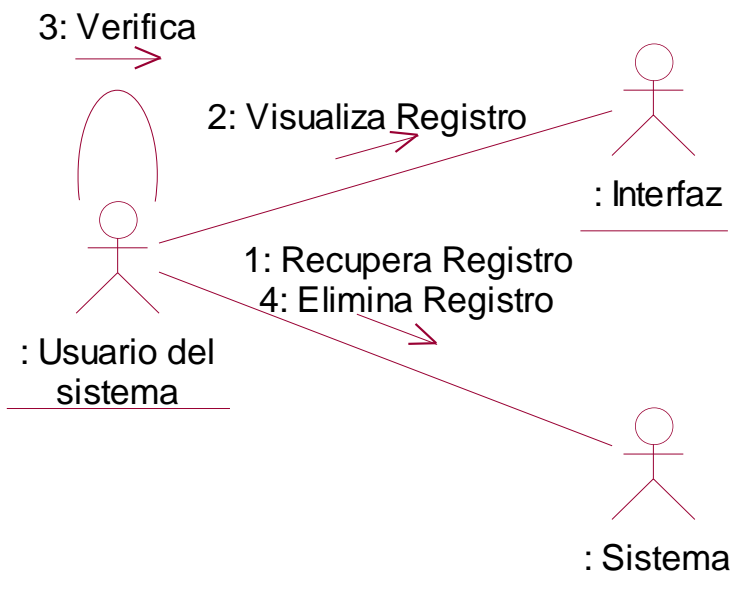 3: Verifica
2: Visualiza Registro
: Interfaz
1: Recupera Registro
4: Elimina Registro
: Usuario del
sistema
: Sistema